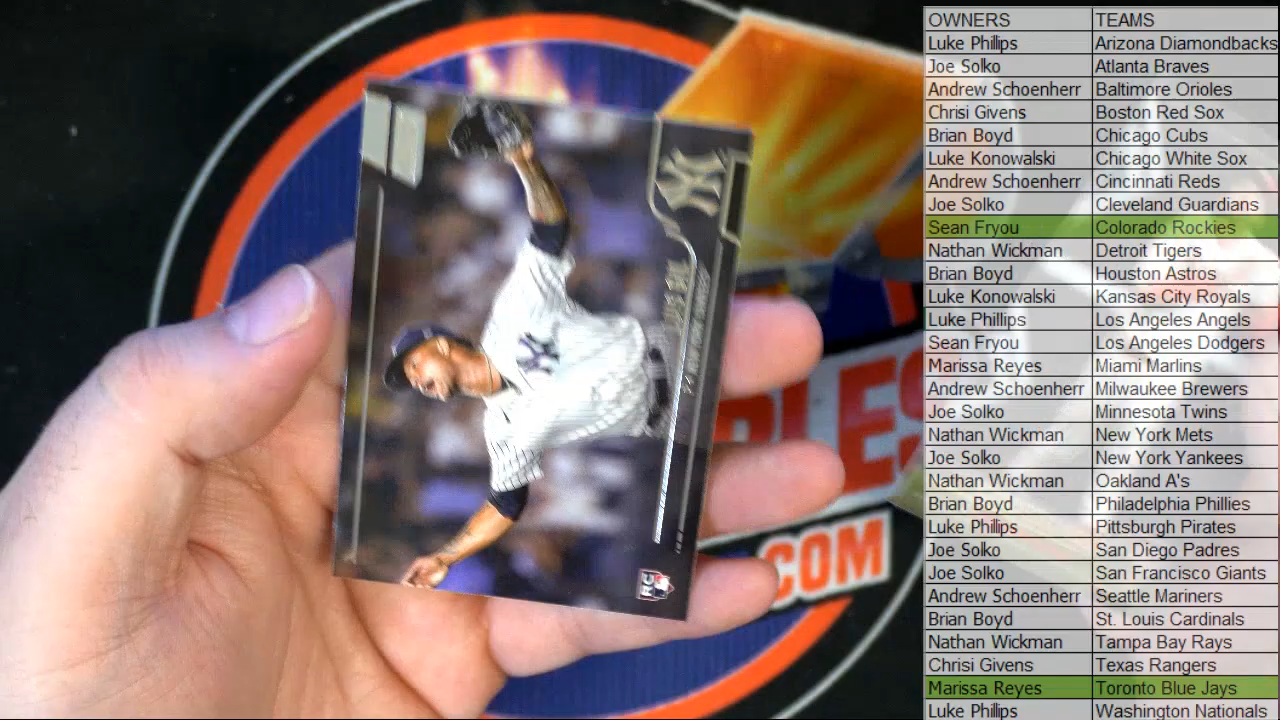 OWNERS TEAMS
Luke Phillips Arizona Diamondbacks
Joe Solko Atlanta Braves
Andrew Schoenherr Baltimore Orioles
Chrisi Givens Boston Red Sox
Brian Boyd Chicago Cubs
Luke Konowalski Chicago White Sox
Andrew Schoenherr Cincinnati Reds
Joe Solko Cleveland Guardians
Sean Fryou Colorado Rockies
Nathan Wickman Detroit Tigers
Brian Boyd Houston Astros
Luke Konowalski Kansas City Royals
Luke Phillips Los Angeles Angels
Sean Fryou Los Angeles Dodgers
Marissa Reyes Miami Marlins
Andrew Schoenherr Milwaukee Brewers
Joe Solko Minnesota Twins
Nathan Wickman New York Mets
Joe Solko New York Yankees
Nathan Wickman Oakland A's
Brian Boyd Philadelphia Phillies
Luke Philips Pittsburgh Pirates
Joe Solko San Diego Padres
Joe Solko San Francisco Giants
Andrew Schoenherr Seattle Mariners
Brian Boyd St. Louis Cardinals
Nathan Wickman Tampa Bay Rays
Chrisi Givens Texas Rangers
Marissa Reyes Toronto Blue Jays
Luke Phillips Washington Nationals
NY
NY
RC
.COM